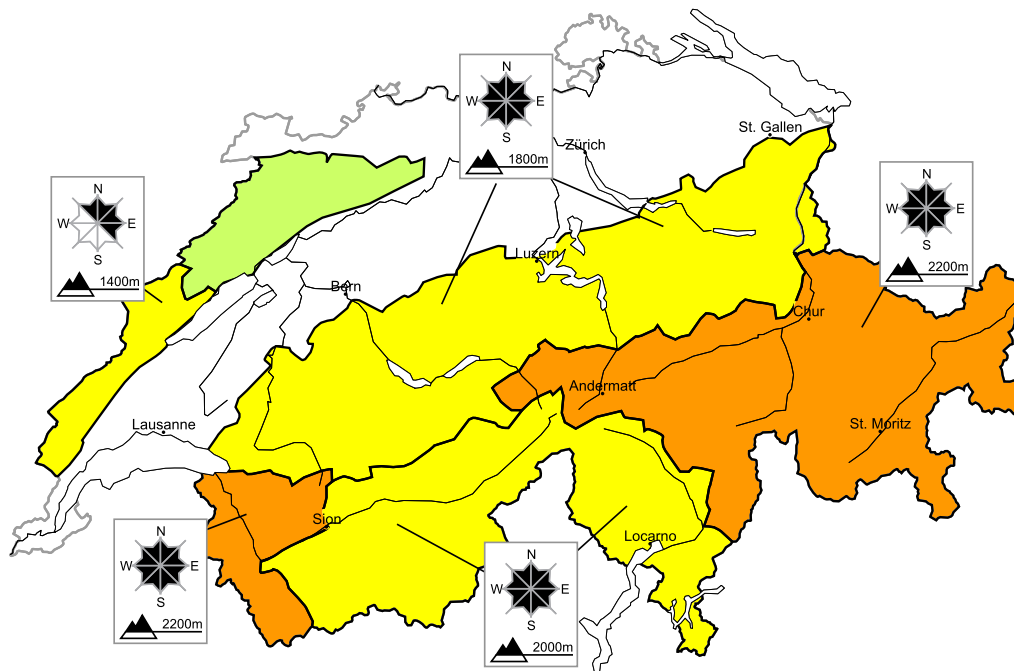 N
W E
S
1800m
St. Gallen
Zürich
N
W E
S
1400m
N
W E
S
2200m
Luzern
Bern
Chur
Andermatt
Lausanne
St. Moritz
Sion
Locarno
N
W E
S
2200m
N
W E
S
2000m